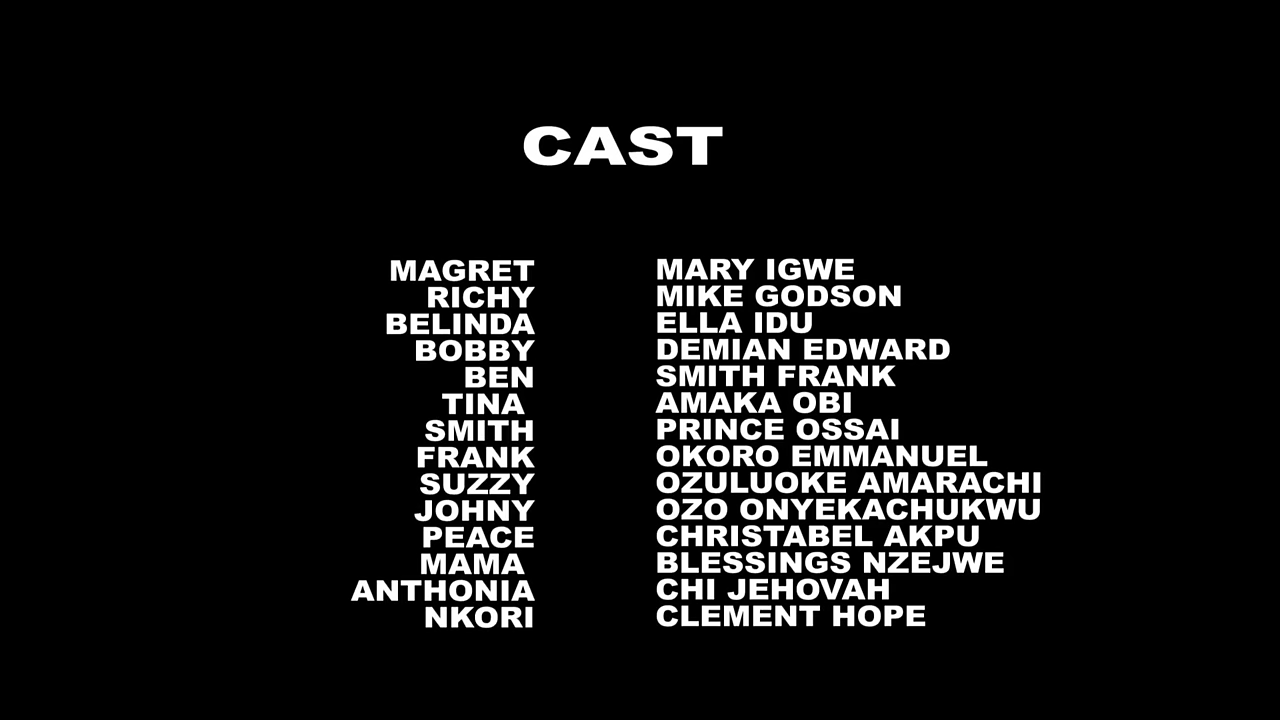 CAST
MAGRET MARY IGWE
RICHY MIKE GODSON
BELINDA ELLA IDU
BOBBY DEMIAN EDWARD
BEN SMITH FRANK
TINA AMAKA OBI
SMITH PRINCE OSSAI
FRANK OKORO EMMANUEL
SUZZY OZULUOKE AMARACHI
JOHNY OZO ONYEKACHUKWU
PEACE CHRISTABEL AKPU
MAMA BLESSINGS NZEJWE
ANTHONIA CHI JEHOVAH
NKORI CLEMENT HOPE